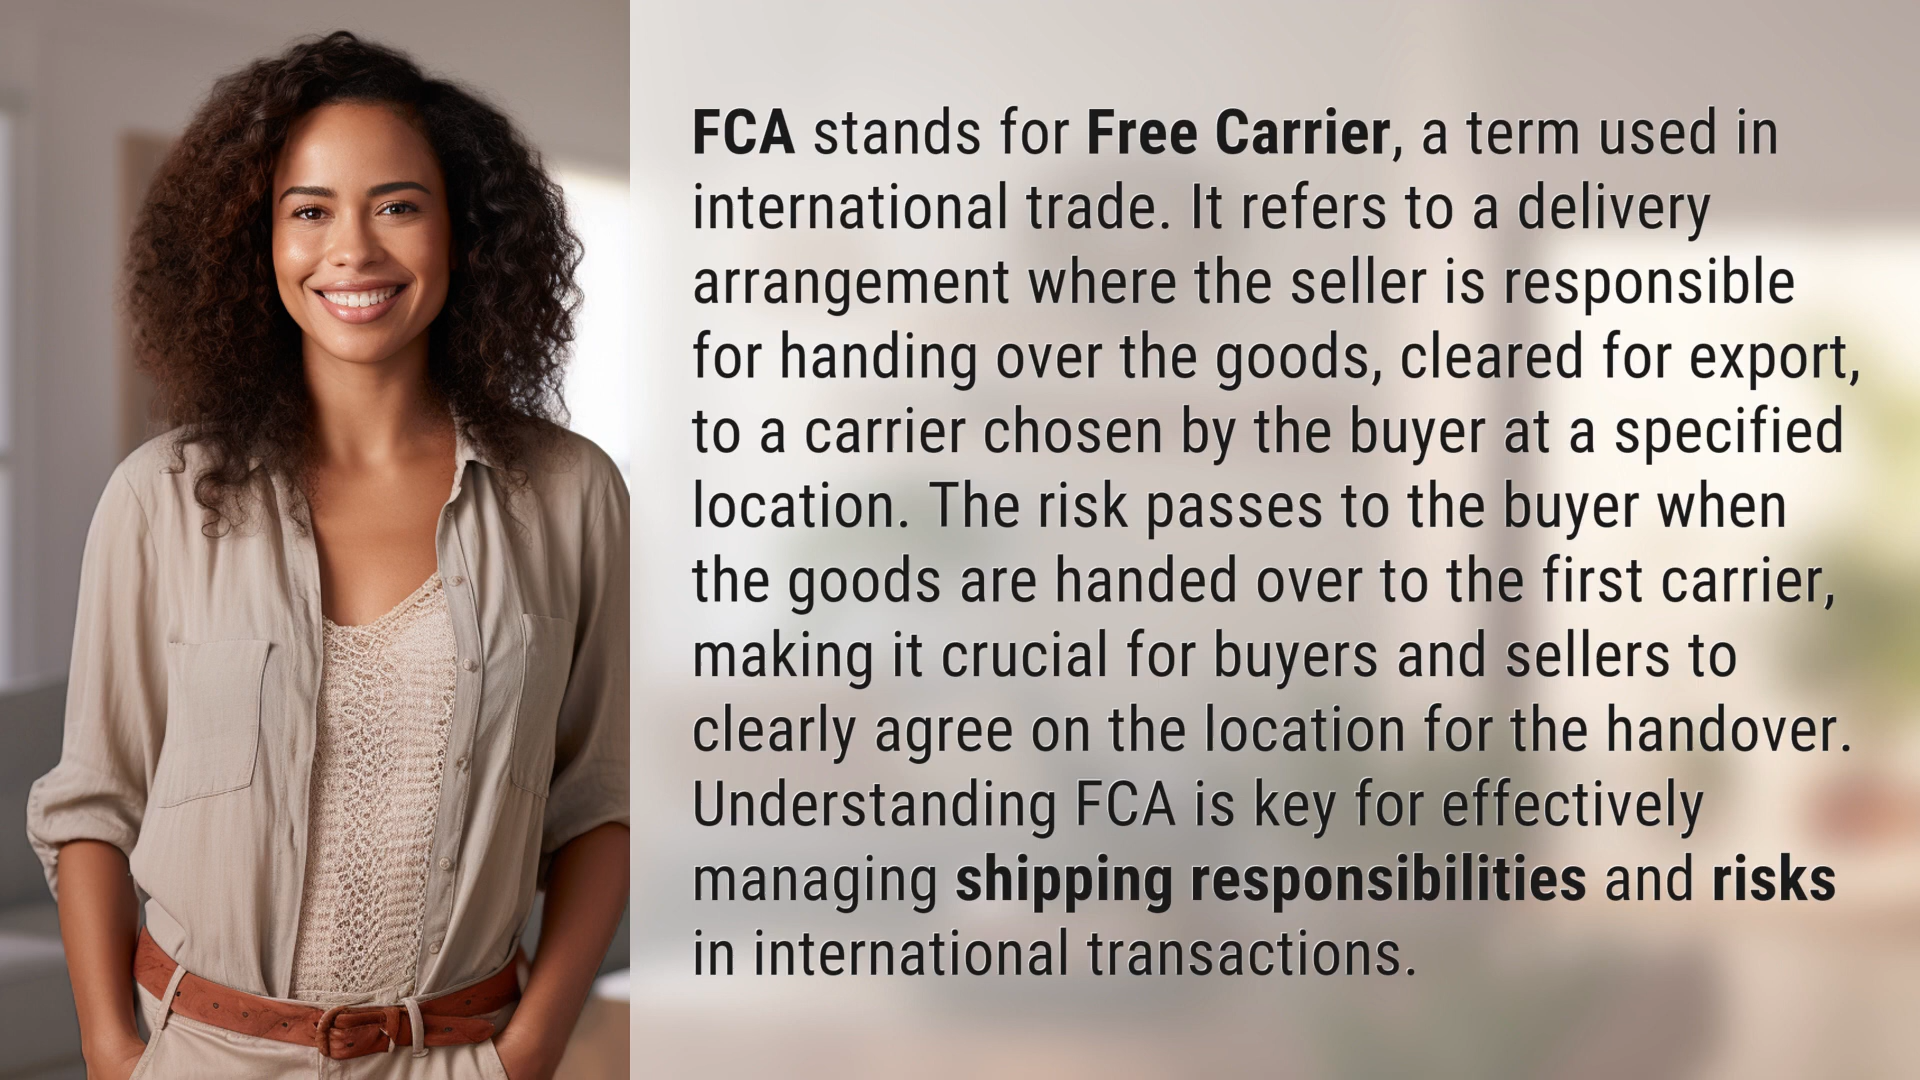 FCA stands for Free Carrier, a term used in
international trade. It refers to a delivery
arrangement where the seller is responsible
for handing over the goods, cleared for export,
to a carrier chosen by the buyer at a specified
location. The risk passes to the buyer when
the goods are handed over to the first carrier,
making it crucial for buyers and sellers to
clearly agree on the location for the handover.
Understanding FCA is key for effectively
managing shipping responsibilities and risks
in international transactions.